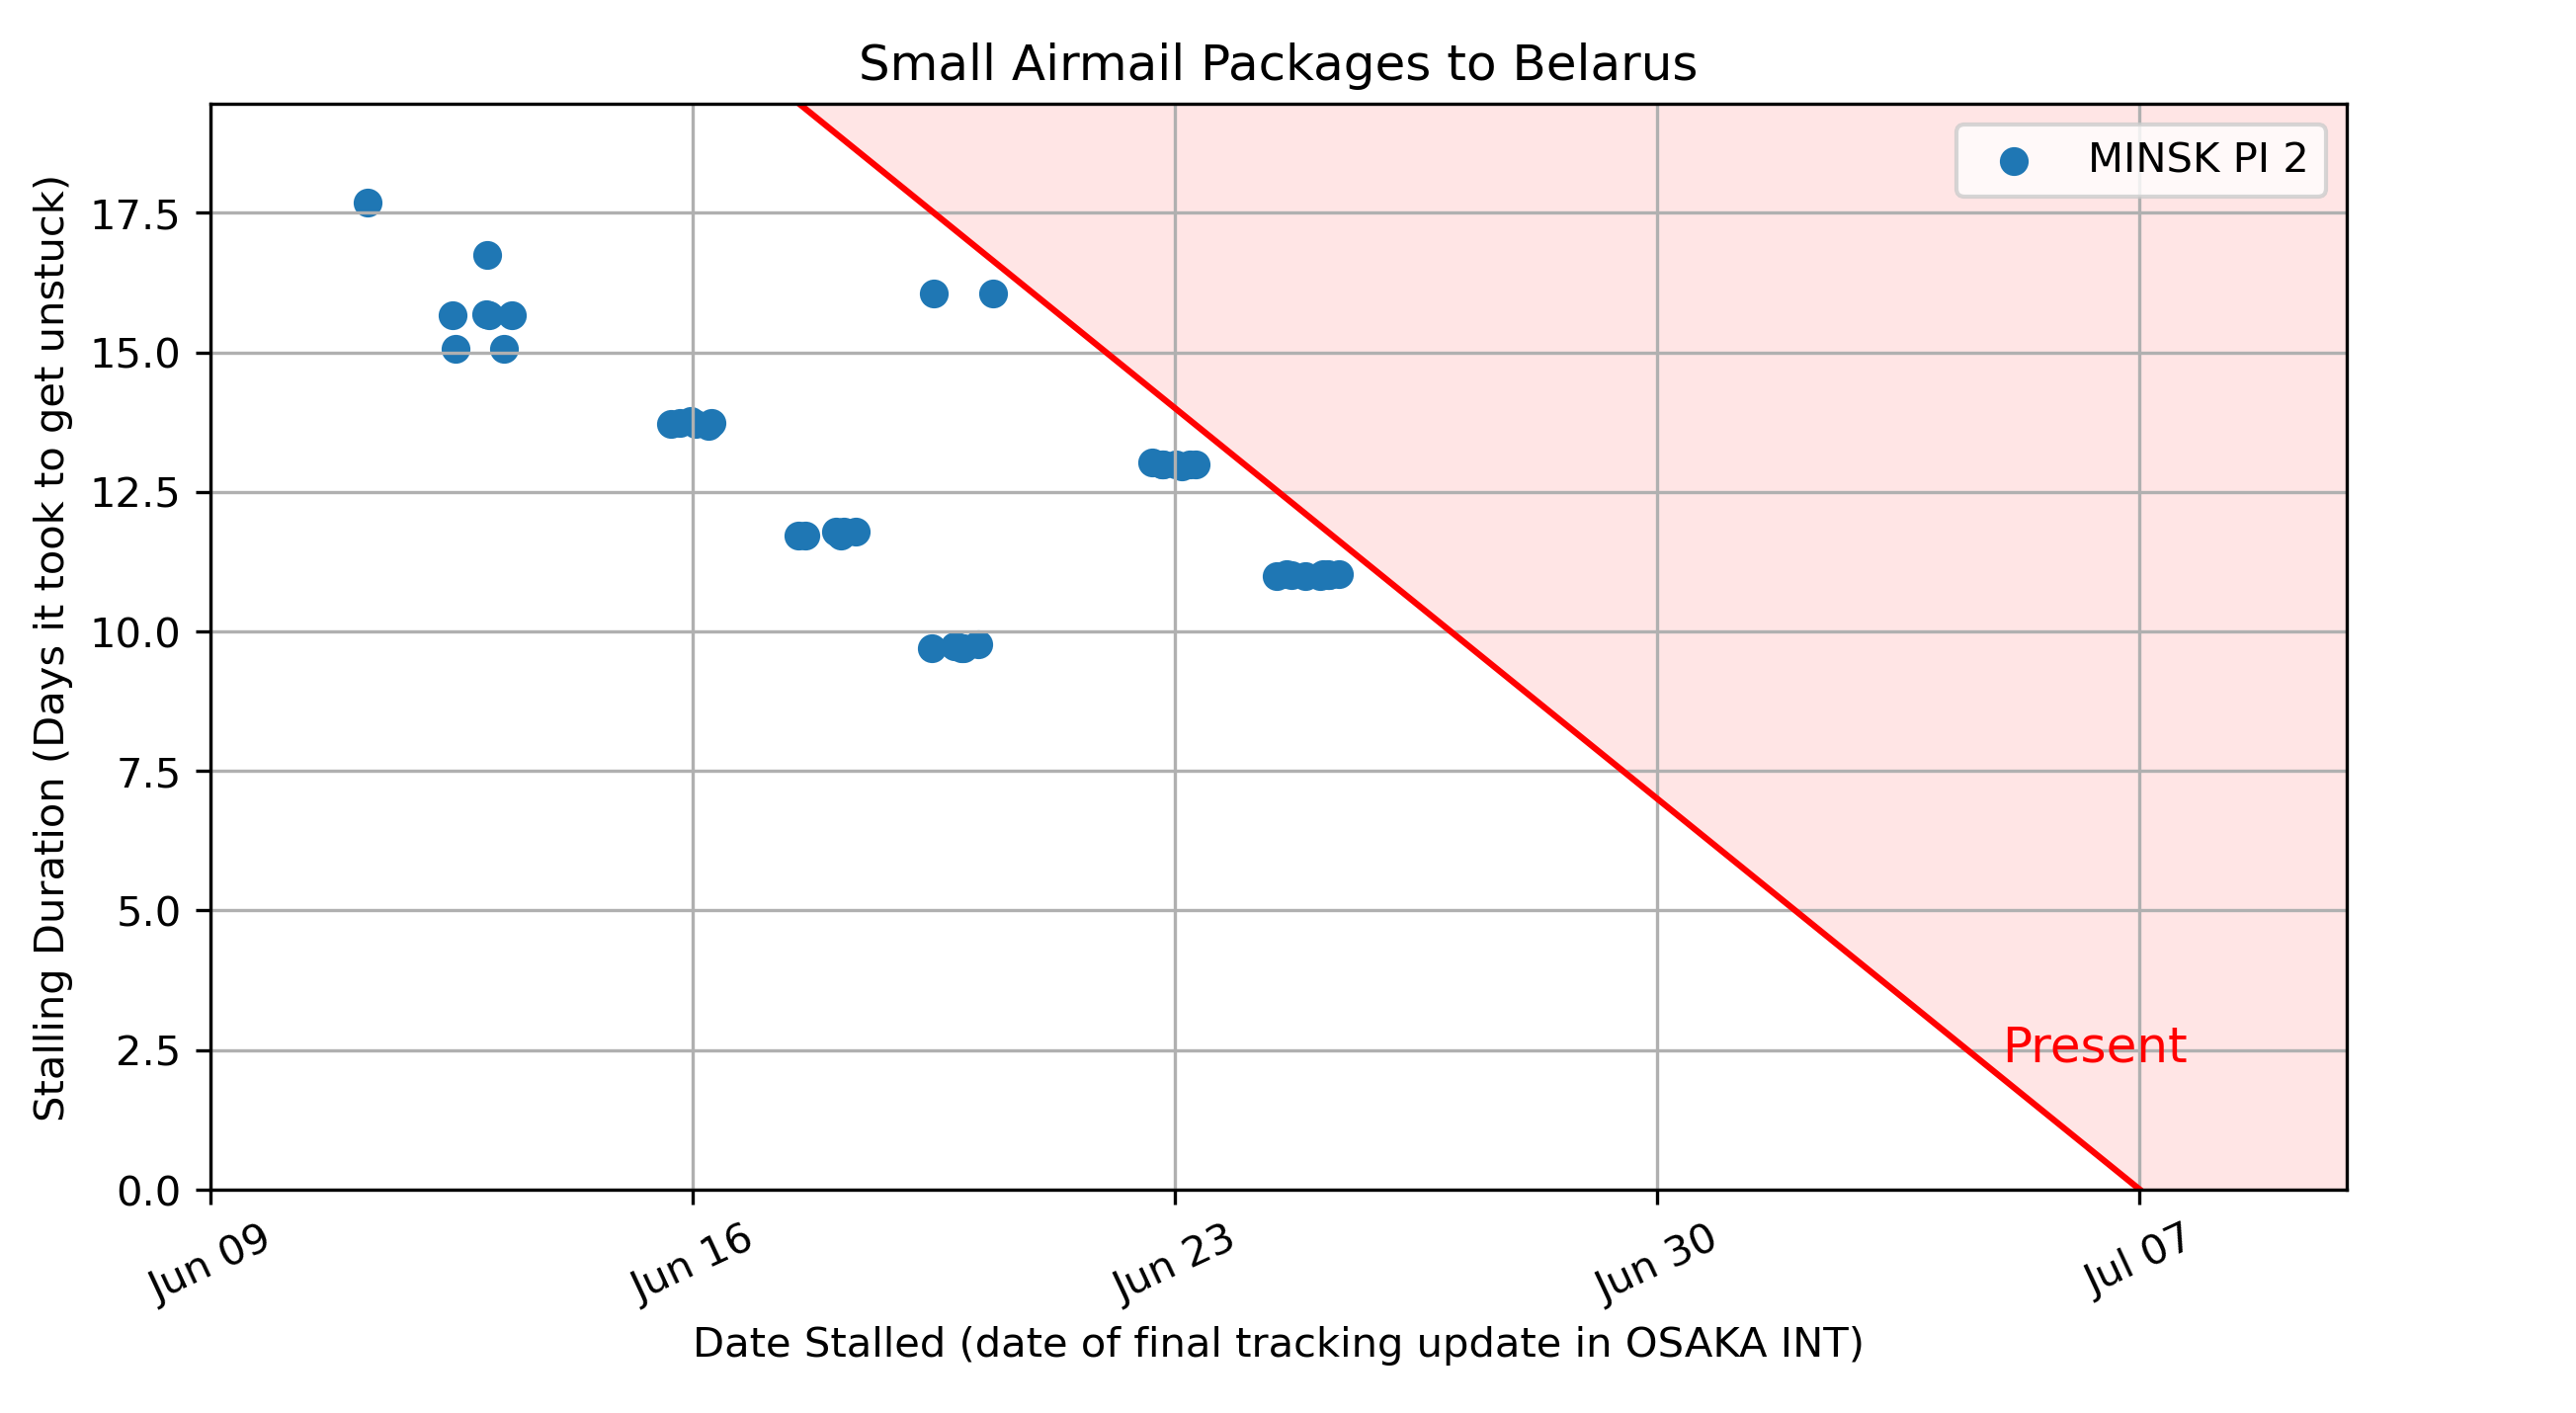 Small Airmail Packages to Belarus
MINSK PI 2
Stalling Duration (Days it took to get unstuck)
17.5
15.0
12.5
10.0
7.5
5.0
2.5
0.0
Present
Jun 09
Jun 16
Jun 23
Jun 30
Jul 07
Date Stalled (date of final tracking update in OSAKA INT)